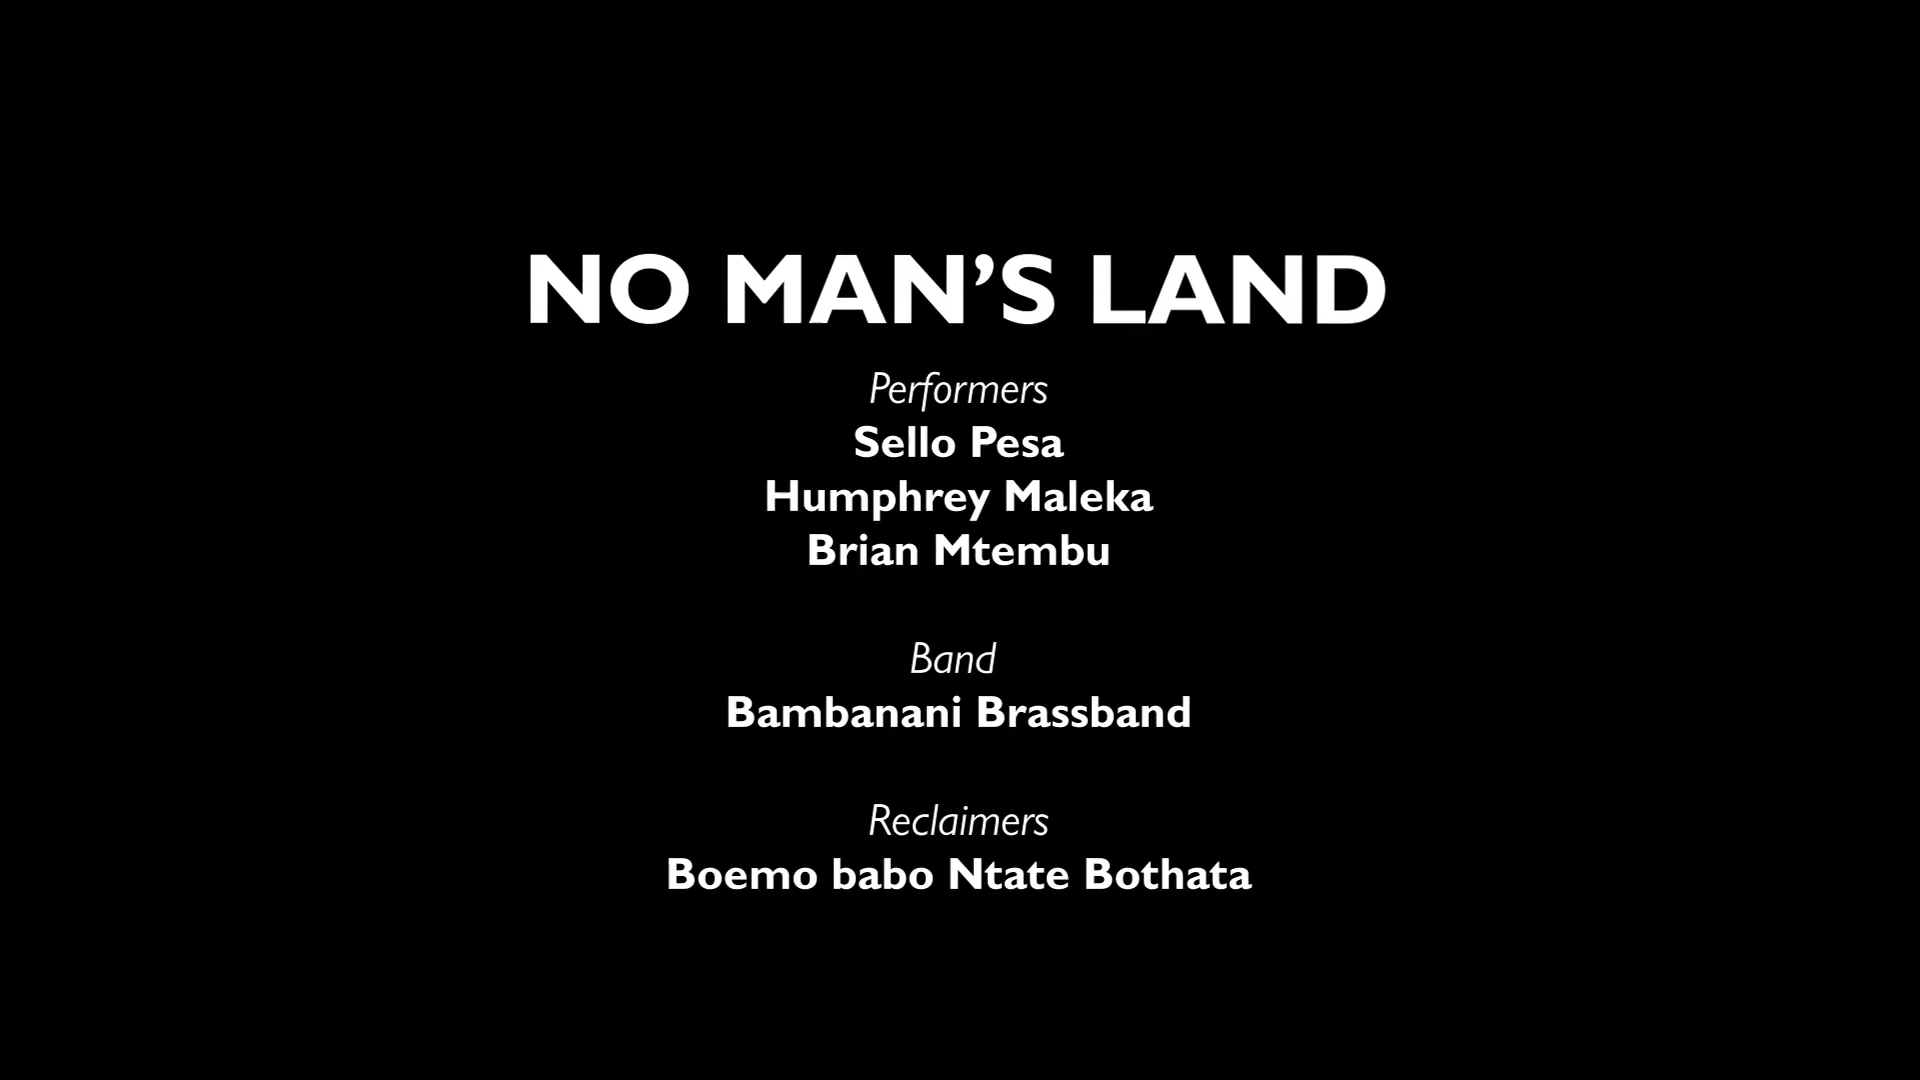 NO MAN’S LAND
Performers
Sello Pesa
Humphrey Maleka
Brian Mtembu
Band
Bambanani Brassband
Reclaimers
Boemo babo Ntate Bothata